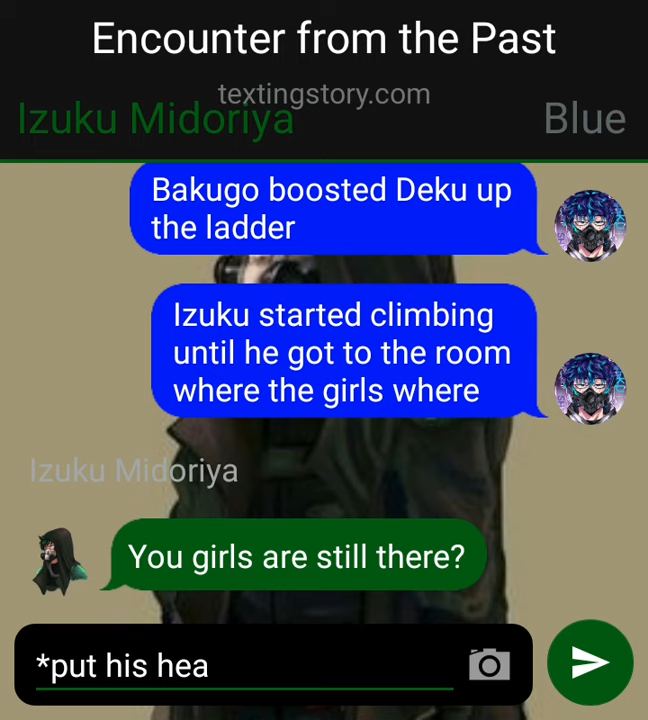 Encounter from the Past
textingstory.com
Izuku Midoriya
Blue
Bakugo boosted Deku up
the ladder
Izuku started climbing
until he got to the room
where the girls where
Izuku Midoriya
You girls are still there?
*put his hea